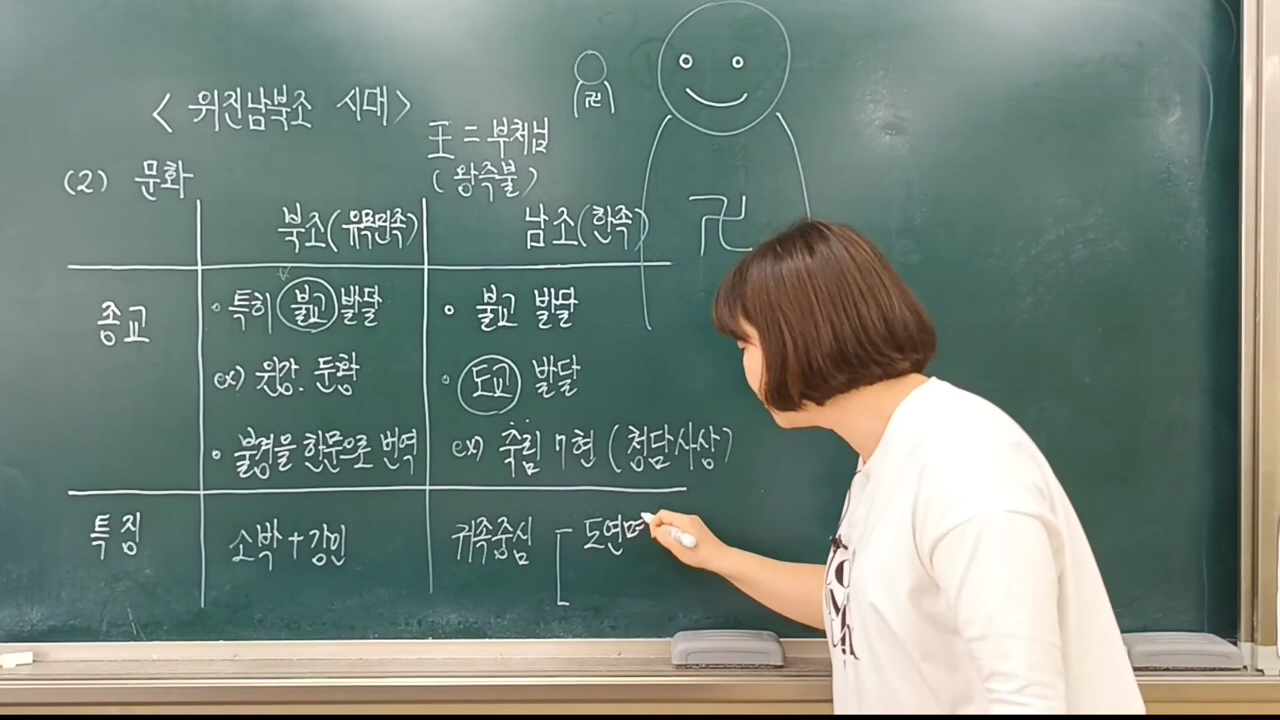 < 위진남북조 시대 >
王 = 부처님
(왕즉불)
(2) 문화
북조(유목민족) 남조(한족)
卍
卍
종교
• 특히 불교 발달
ex) 윈강. 둔황
• 불경을 한문으로 번역
• 불교 발달
• 도교 발달
ex) 죽림 7현 (청담사상)
특징
소박+강인
귀족중심
도연며